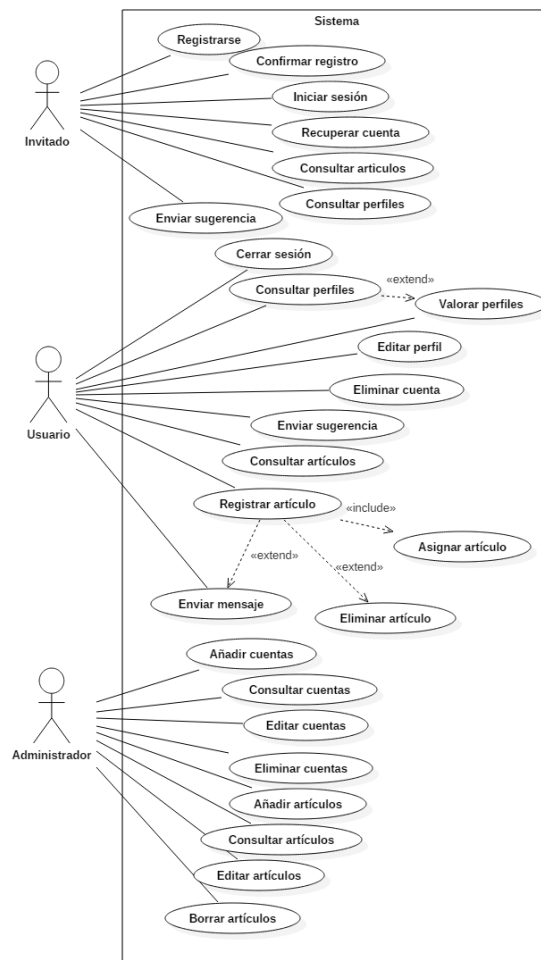 Sistema
Registrarse
Confirmar registro
Iniciar sesión
Recuperar cuenta
Invitado
Consultar articulos
Consultar perfiles
Enviar sugerencia
Cerrar sesión
«extend»
Consultar perfiles
Valorar perfiles
Editar perfil
Eliminar cuenta
Enviar sugerencia
Usuario
Consultar artículos
Registrar artículo
«include»
Asignar artículo
«extend»
«extend»
Enviar mensaje
Eliminar artículo
Añadir cuentas
Consultar cuentas
Editar cuentas
Administrador
Eliminar cuentas
Añadir artículos
Consultar artículos
Editar artículos
Borrar artículos